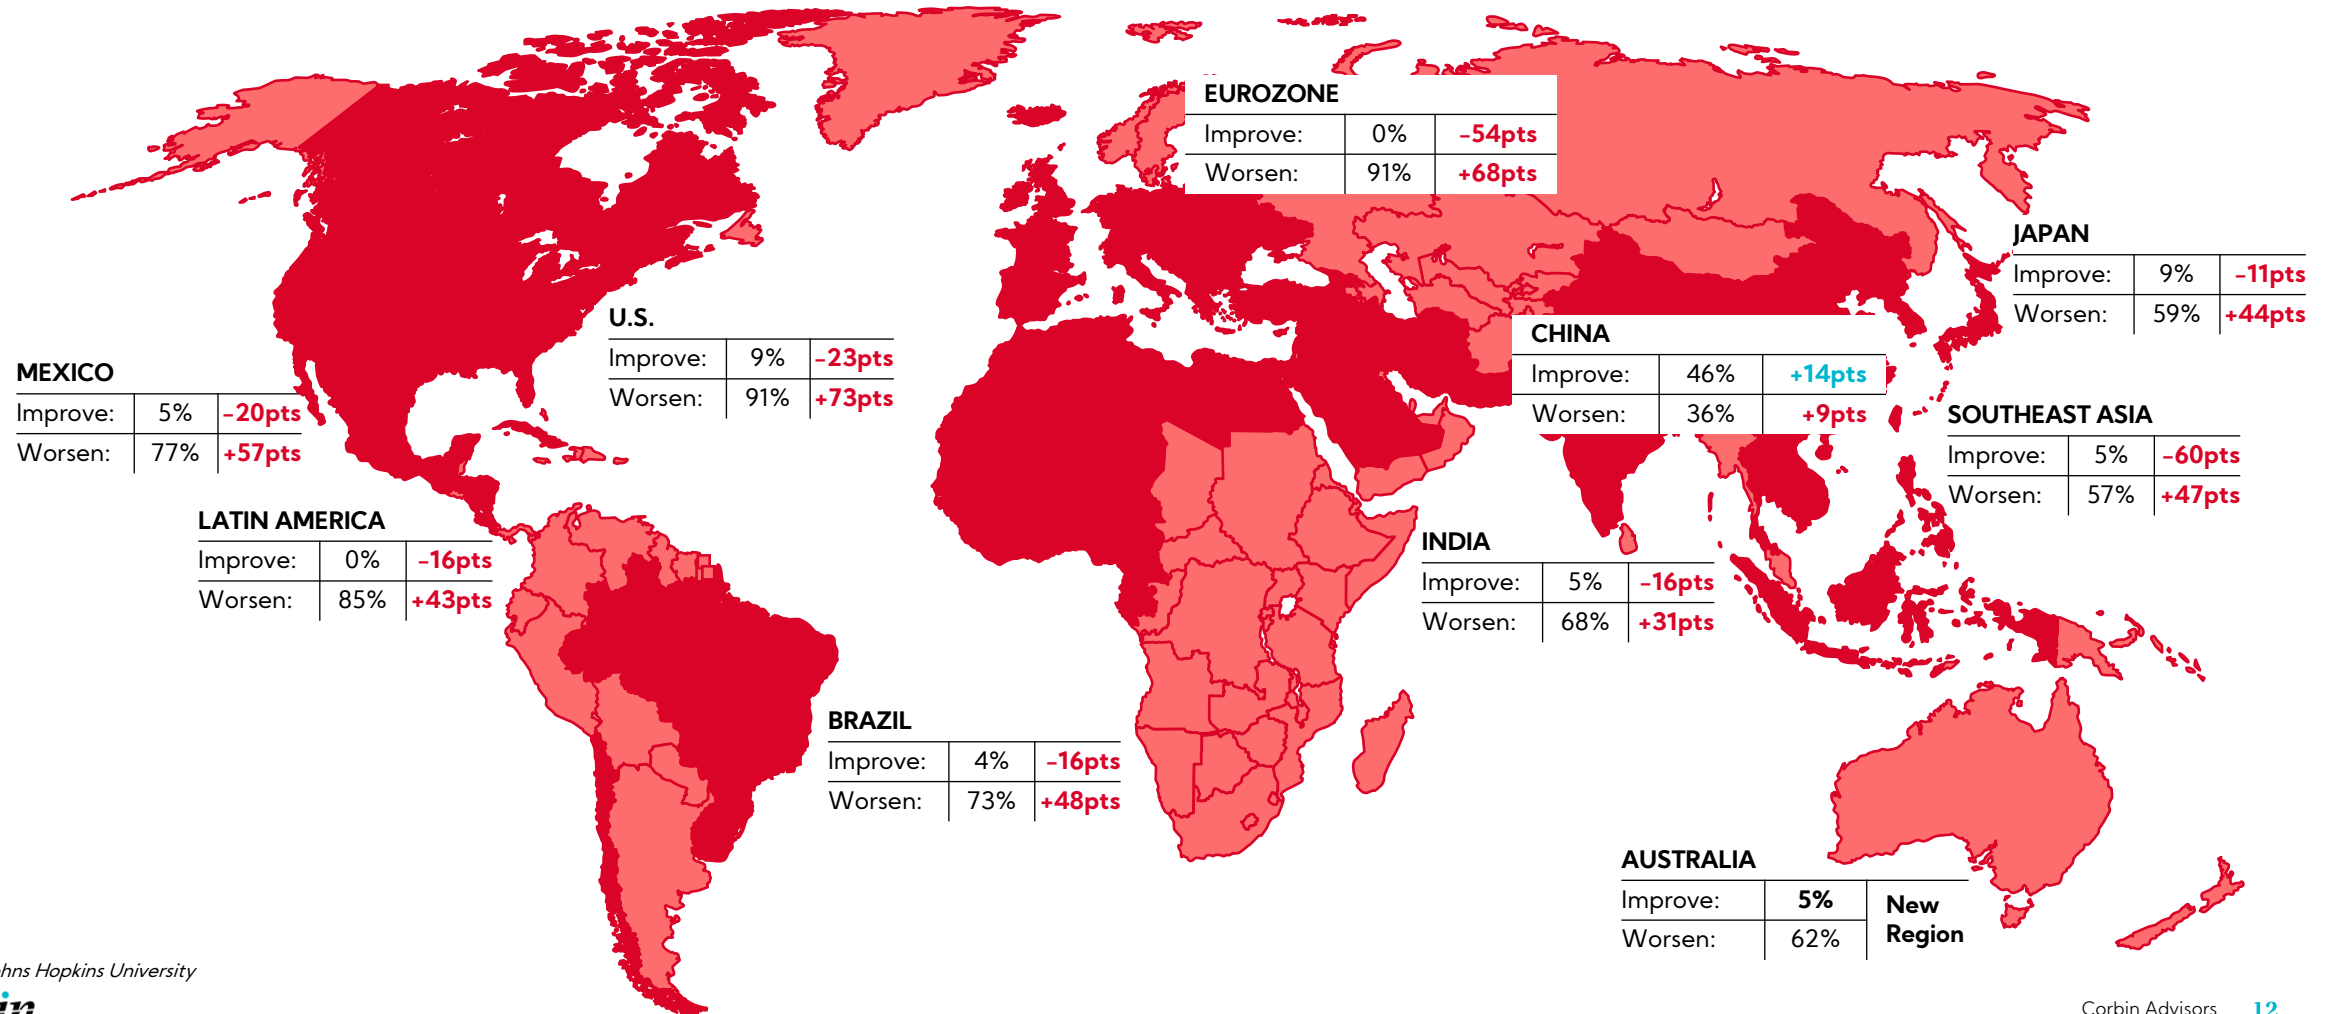 EUROZONE
Improve: 0% -54pts
Worsen: 91% +68pts
JAPAN
Improve: 9% -11pts
Worsen: 59% +44pts
U.S.
Improve: 9% -23pts
Worsen: 91% +73pts
CHINA
Improve: 46% +14pts
Worsen: 36% +9pts
MEXICO
Improve: 5% -20pts
Worsen: 77% +57pts
SOUTHEAST ASIA
Improve: 5% -60pts
Worsen: 57% +47pts
LATIN AMERICA
Improve: 0% -16pts
Worsen: 85% +43pts
INDIA
Improve: 5% -16pts
Worsen: 68% +31pts
BRAZIL
Improve: 4% -16pts
Worsen: 73% +48pts
AUSTRALIA
Improve: 5% New
Worsen: 62% Region
Hopkins University
Corbin Advisors 12